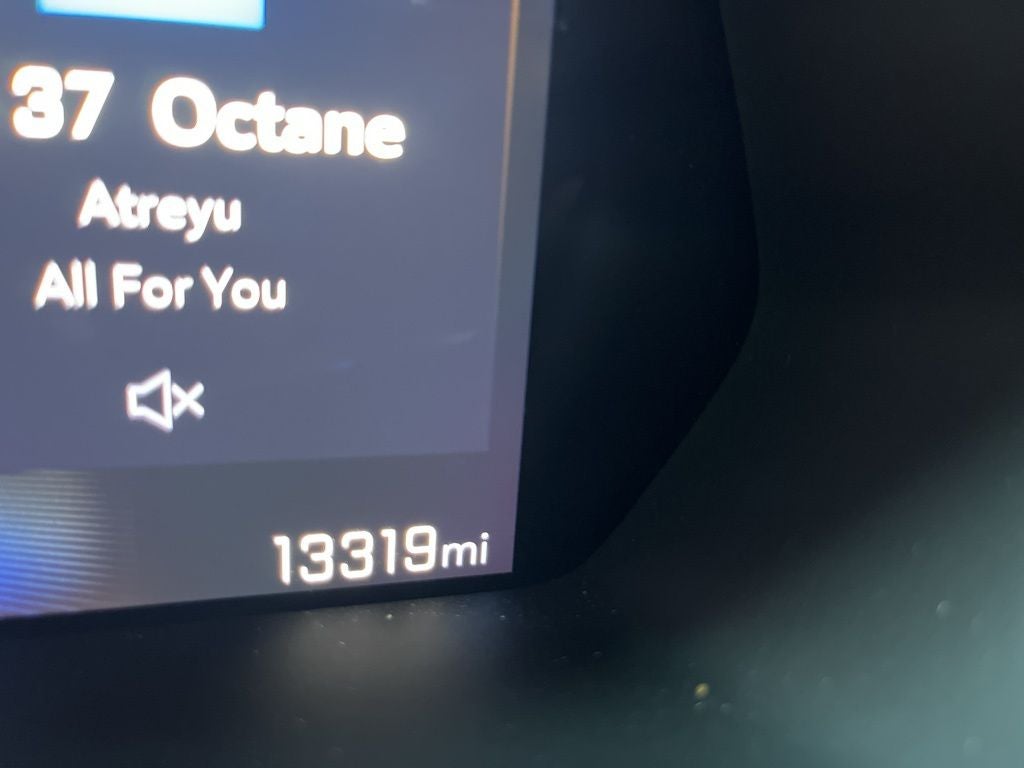 37 Octane
Atreyu
All For You
13319mi